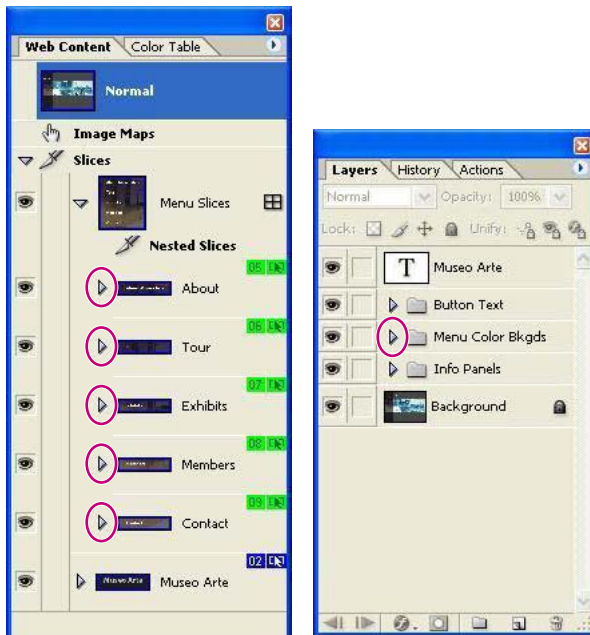 Web Content
Color Table
Normal
Image Maps
Slices
Menu Slices
Nested Slices
05
About
06
Tour
07
Exhibits
08
Members
09
Contact
02
Museo Arte
Museo Arte
Layers
History
Actions
Normal
Opacity: 100%
Lock:
Unify:
T
Museo Arte
Button Text
Menu Color Bkgds
Info Panels
Background